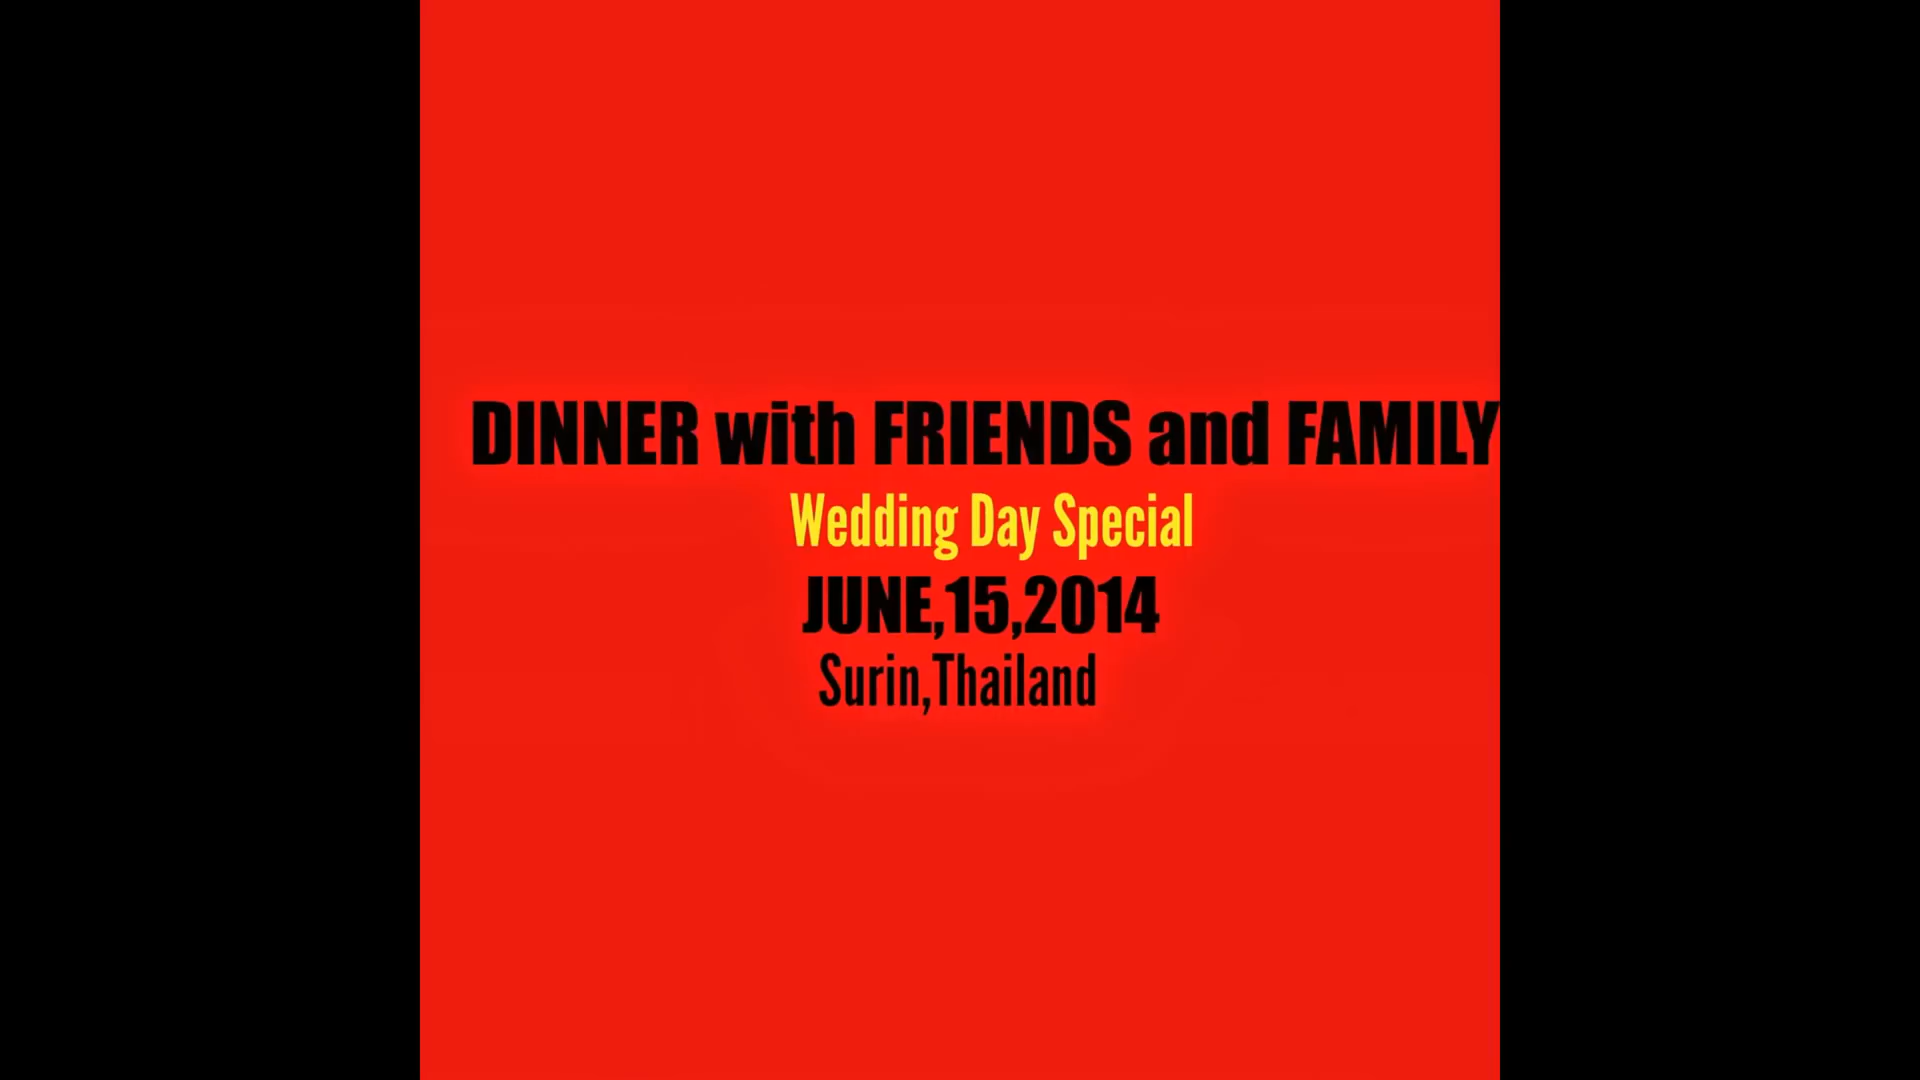 DINNER with FRIENDS and FAMILY
Wedding Day Special
JUNE,15,2014
Surin,Thailand